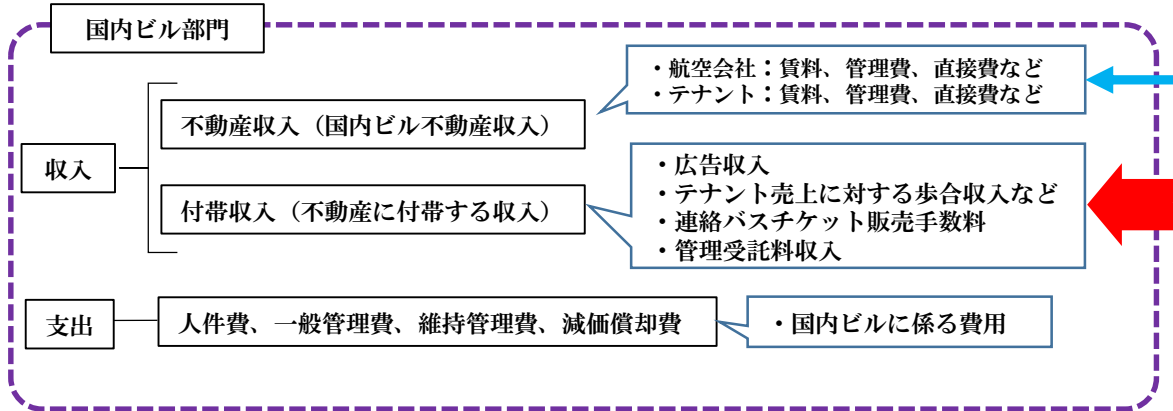 国内ビル部門
収入
不動産収入（国内ビル不動産収入）
・航空会社：賃料、管理費、直接費など
・テナント：賃料、管理費、直接費など
付帯収入（不動産に付帯する収入）
・広告収入
・テナント売上に対する歩合収入など
・連絡バスチケット販売手数料
・管理受託料収入
支出
人件費、一般管理費、維持管理費、減価償却費
・国内ビルに係る費用